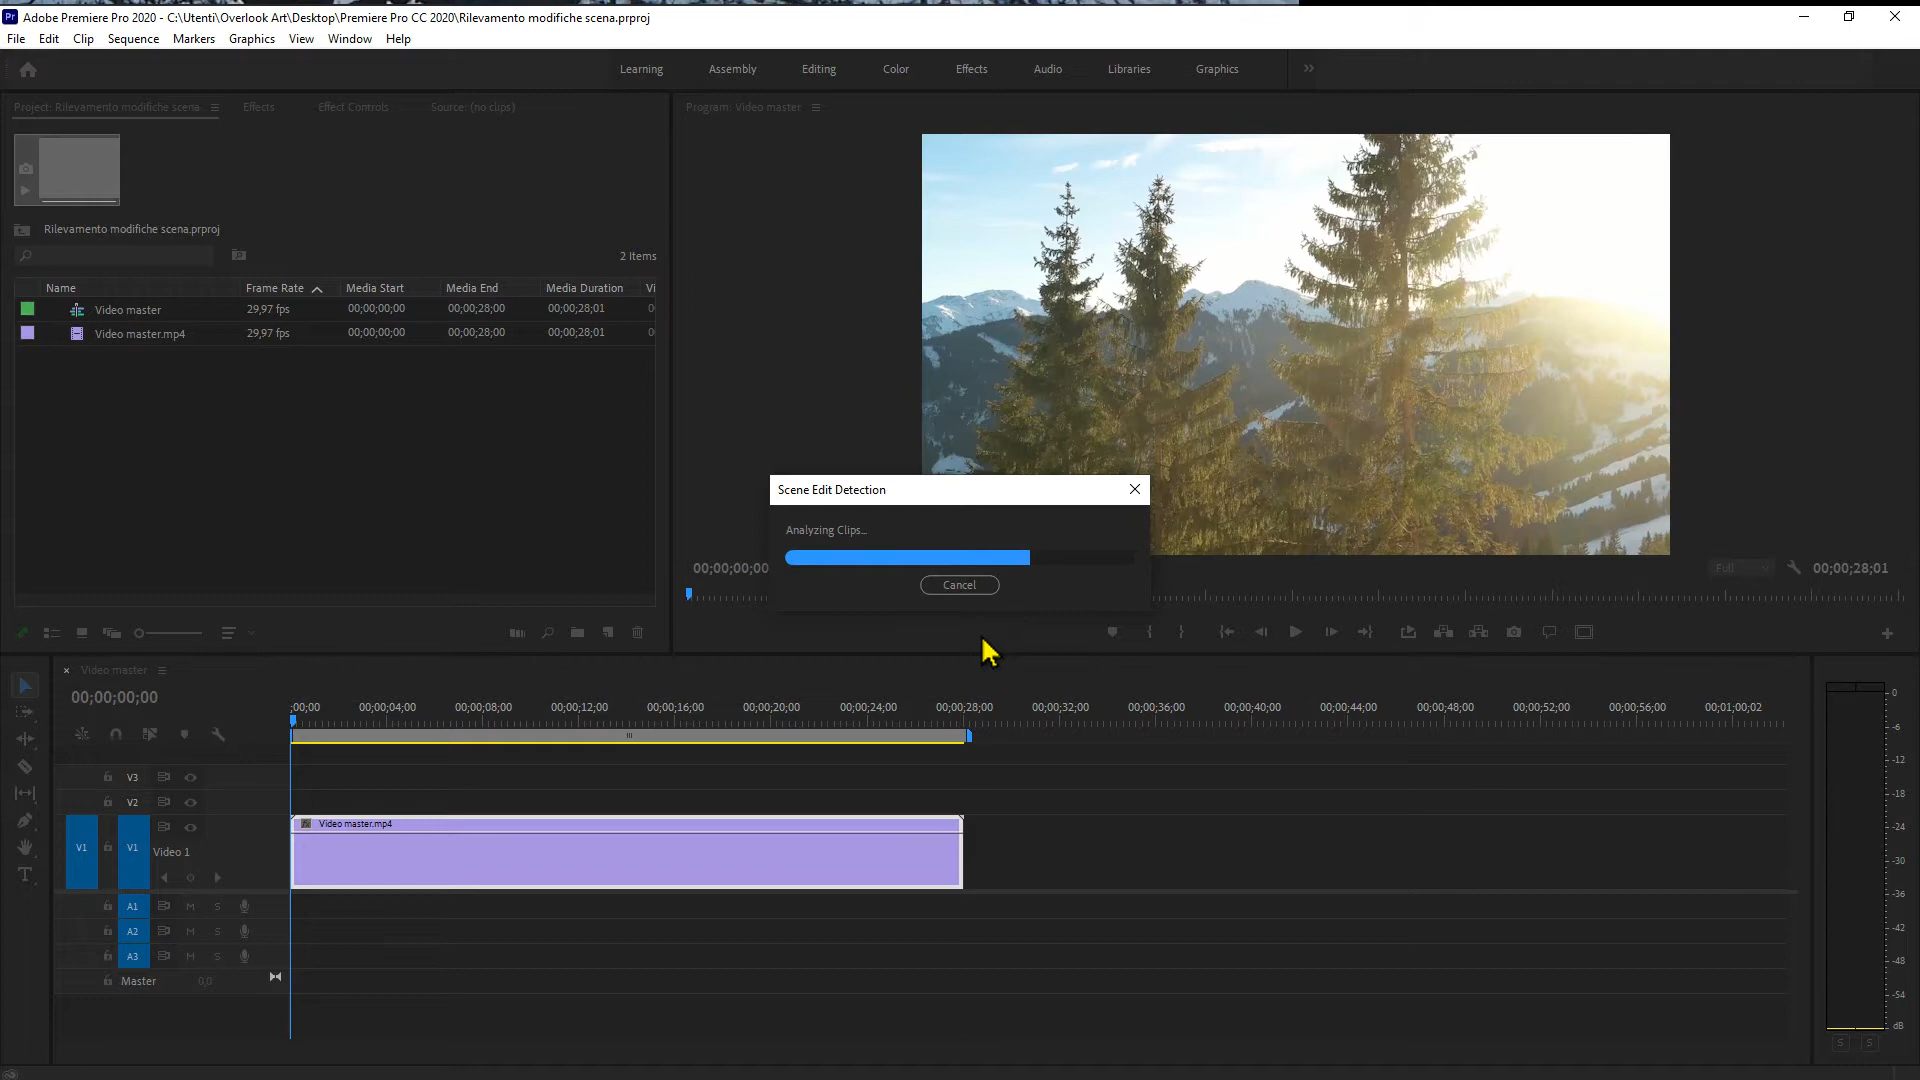 Adobe Premiere Pro 2020 - C:\Utenti\Overlook Art\Desktop\Premiere Pro CC 2020\Rilevamento modifiche scena.prproj
File Edit Clip Sequence Markers Graphics View Window Help
Learning Assembly Editing Color Effects Audio Libraries Graphics
Project: Rilevamento modifiche scena Effects Effect Controls Source: (no clips)
Program: Video master
Rilevamento modifiche scena.prproj
2 Items
Name Frame Rate Media Start Media End Media Duration Vi
Video master 29,97 fps 00;00;00;00 00;00;28;00 00;00;28;01
Video master.mp4 29,97 fps 00;00;00;00 00;00;28;00 00;00;28;01
Scene Edit Detection
Analyzing Clips...
Cancel
00;00;00;00 Full 00;00;28;01
Video master
00;00;00;00
;00;00 00;00;04;00 00;00;08;00 00;00;12;00 00;00;16;00 00;00;20;00 00;00;24;00 00;00;28;00 00;00;32;00 00;00;36;00 00;00;40;00 00;00;44;00 00;00;48;00 00;00;52;00 00;00;56;00 00;01;00;02
V3
V2
Video master.mp4
V1 V1 Video 1
A1 M S
A2 M S
A3 M S
Master 0,0
0
-6
-12
-18
-24
-30
-36
-42
-48
-54
dB
S S